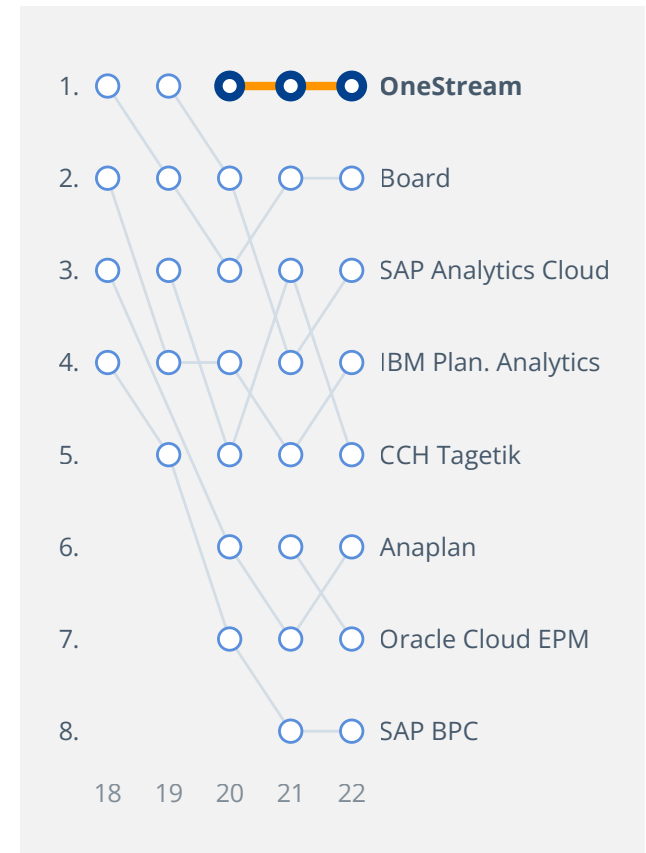 1. OneStream
2. Board
3. SAP Analytics Cloud
4. IBM Plan. Analytics
5. CCH Tagetik
6. Anaplan
7. Oracle Cloud EPM
8. SAP BPC
18 19 20 21 22